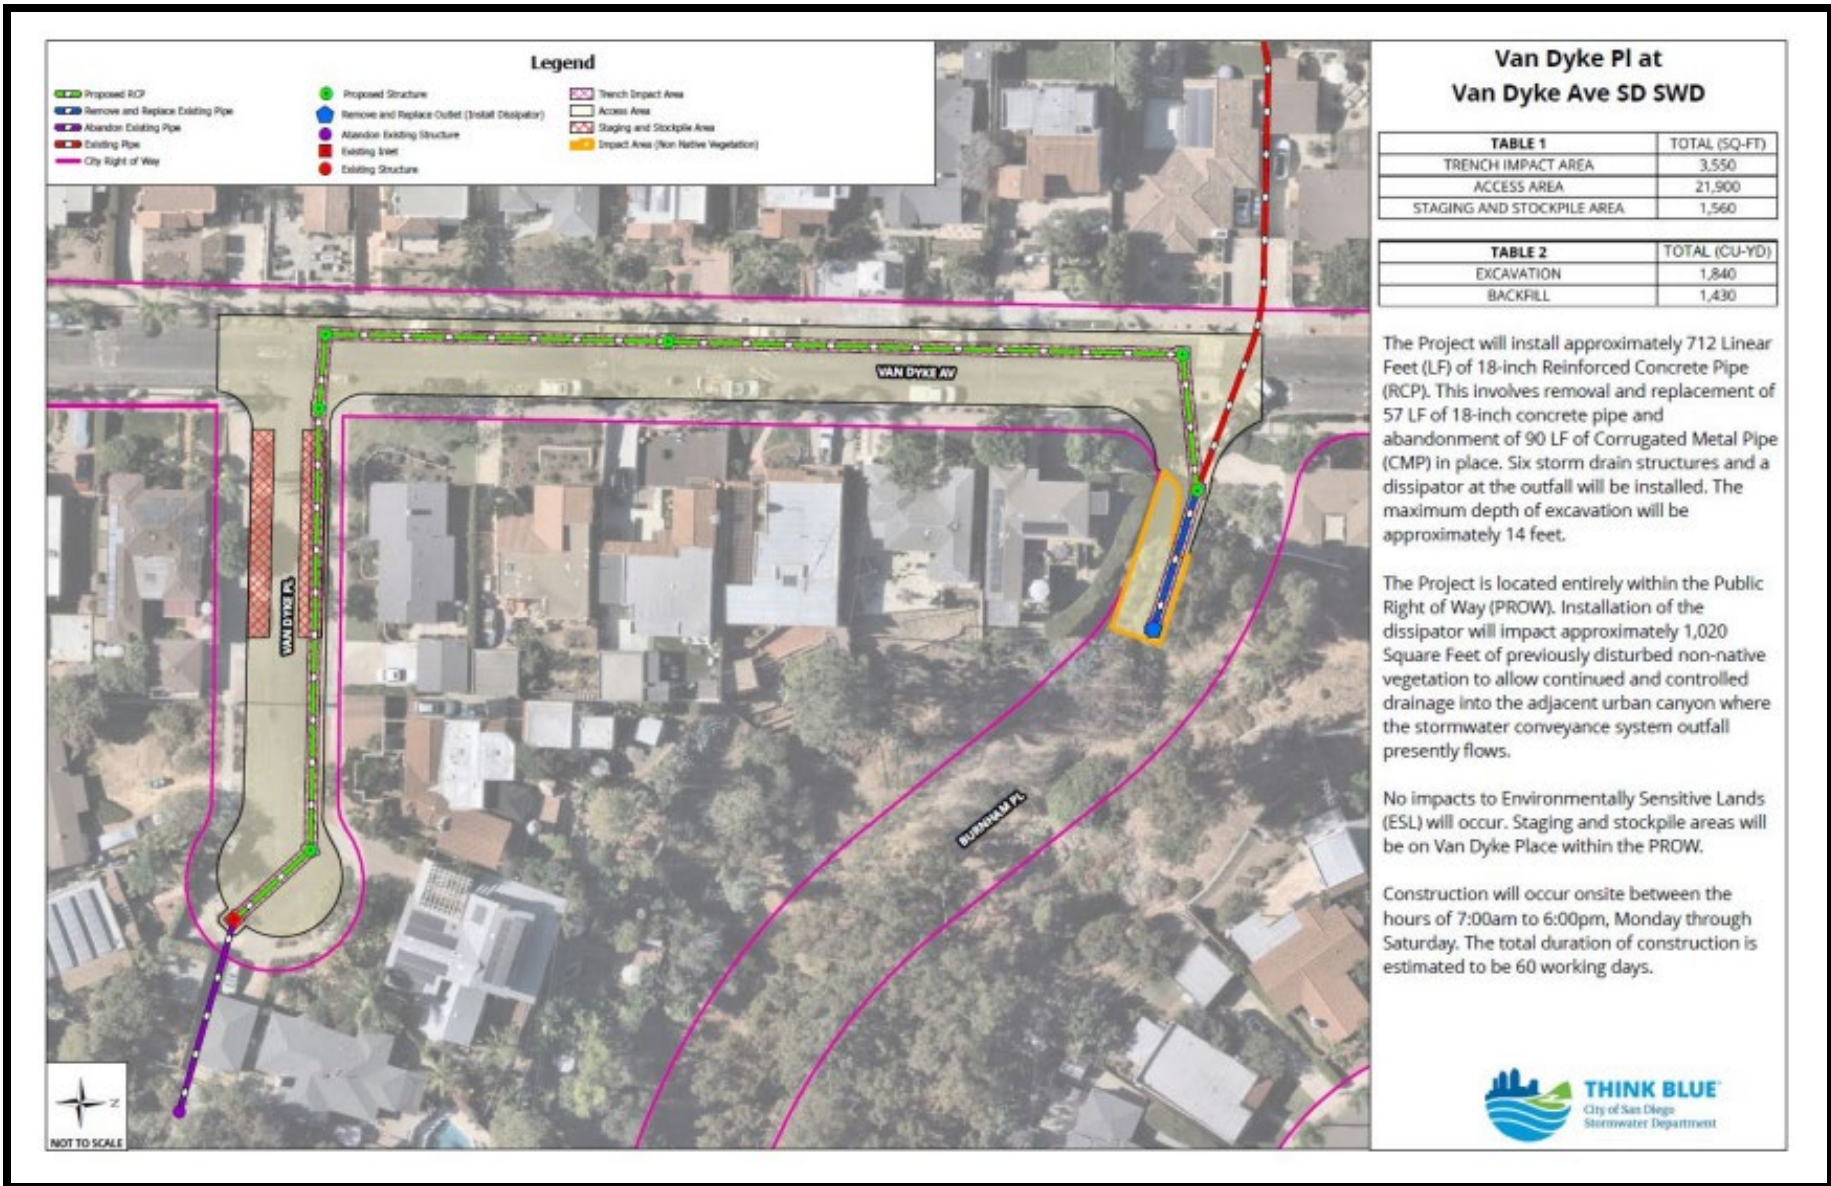 Legend
Proposed RCP
Remove and Replace Existing Pipe
Abandon Existing Pipe
Existing Pipe
City Right of Way
Proposed Structure
Remove and Replace Outlet (Install Dissipator)
Abandon Existing Structure
Existing Inlet
Existing Structure
Trench Impact Area
Access Area
Staging and Stockpile Area
Impact Area (Non Native Vegetation)
VAN DYKE AV
VAN DYKE PL
BURNHAM PL
N
NOT TO SCALE
Van Dyke Pl at
Van Dyke Ave SD SWD
TABLE 1 TOTAL (SQ-FT)
TRENCH IMPACT AREA 3,550
ACCESS AREA 21,900
STAGING AND STOCKPILE AREA 1,560
TABLE 2 TOTAL (CU-YD)
EXCAVATION 1,840
BACKFILL 1,430
The Project will install approximately 712 Linear
Feet (LF) of 18-inch Reinforced Concrete Pipe
(RCP). This involves removal and replacement of
57 LF of 18-inch concrete pipe and
abandonment of 90 LF of Corrugated Metal Pipe
(CMP) in place. Six storm drain structures and a
dissipator at the outfall will be installed. The
maximum depth of excavation will be
approximately 14 feet.
The Project is located entirely within the Public
Right of Way (PROW). Installation of the
dissipator will impact approximately 1,020
Square Feet of previously disturbed non-native
vegetation to allow continued and controlled
drainage into the adjacent urban canyon where
the stormwater conveyance system outfall
presently flows.
No impacts to Environmentally Sensitive Lands
(ESL) will occur. Staging and stockpile areas will
be on Van Dyke Place within the PROW.
Construction will occur onsite between the
hours of 7:00am to 6:00pm, Monday through
Saturday. The total duration of construction is
estimated to be 60 working days.
THINK BLUE
City of San Diego
Stormwater Department